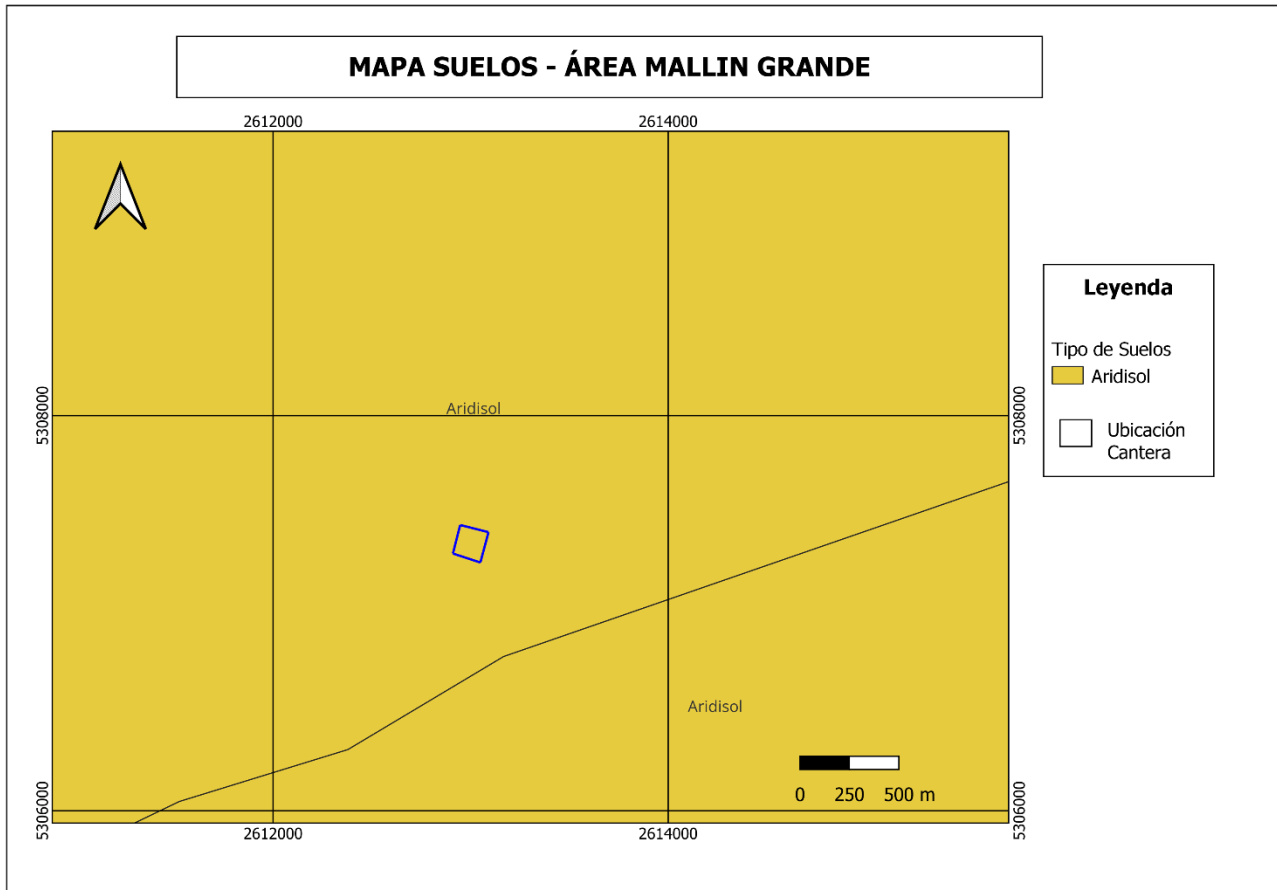 MAPA SUELOS - ÁREA MALLIN GRANDE
2612000
2614000
Leyenda
Tipo de Suelos
Aridisol
Ubicación
Cantera
5308000
Aridisol
5308000
Aridisol
0 250 500 m
5306000
5306000
2612000
2614000